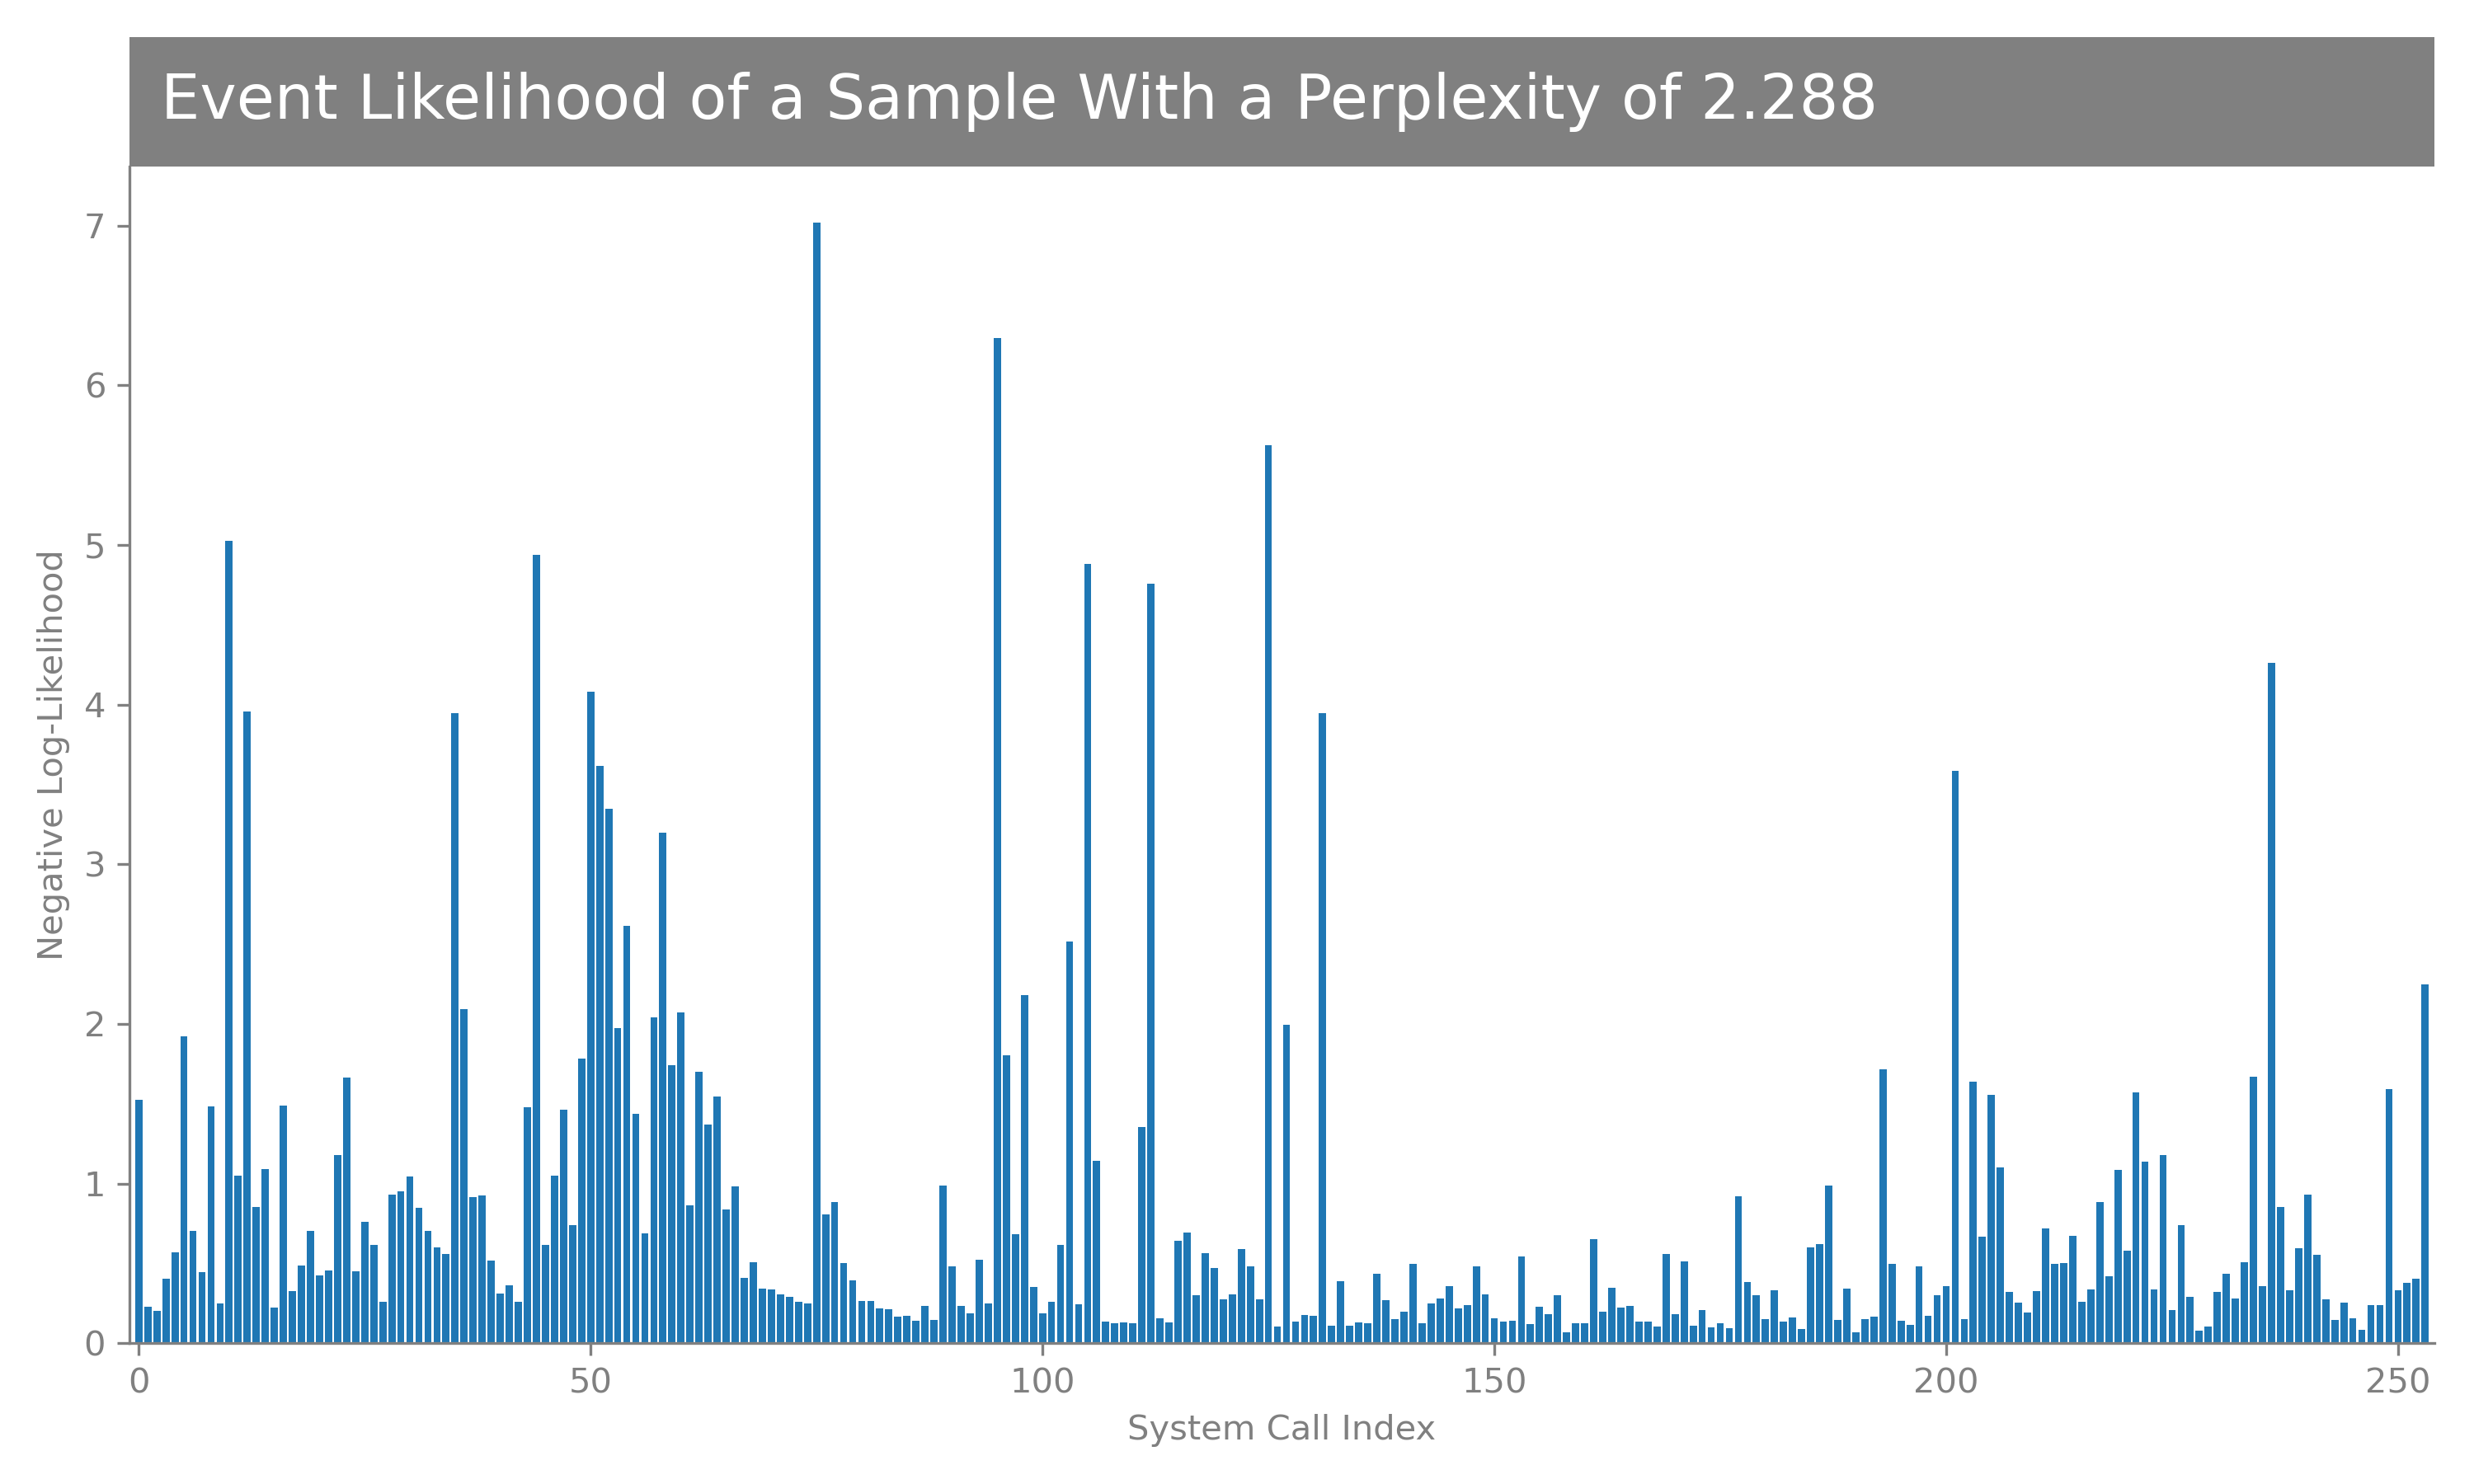 Event Likelihood of a Sample With a Perplexity of 2.288
7
6
5
4
3
2
1
0
Negative Log-Likelihood
0 50 100 150 200 250
System Call Index